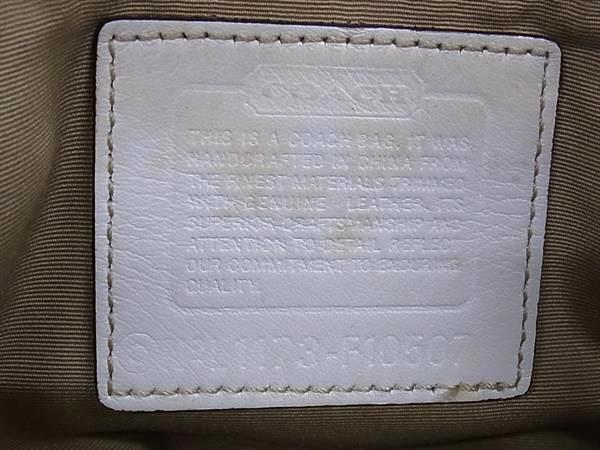 COACH
THIS IS A COACH BAG. IT WAS
HANDCRAFTED IN CHINA FROM
THE FINEST MATERIALS TRIMMED
WITH GENUINE LEATHER. ITS
SUPERIOR CRAFTSMANSHIP AND
ATTENTION TO DETAIL REFLECT
OUR COMMITMENT TO ENDURING
QUALITY.
-F10507